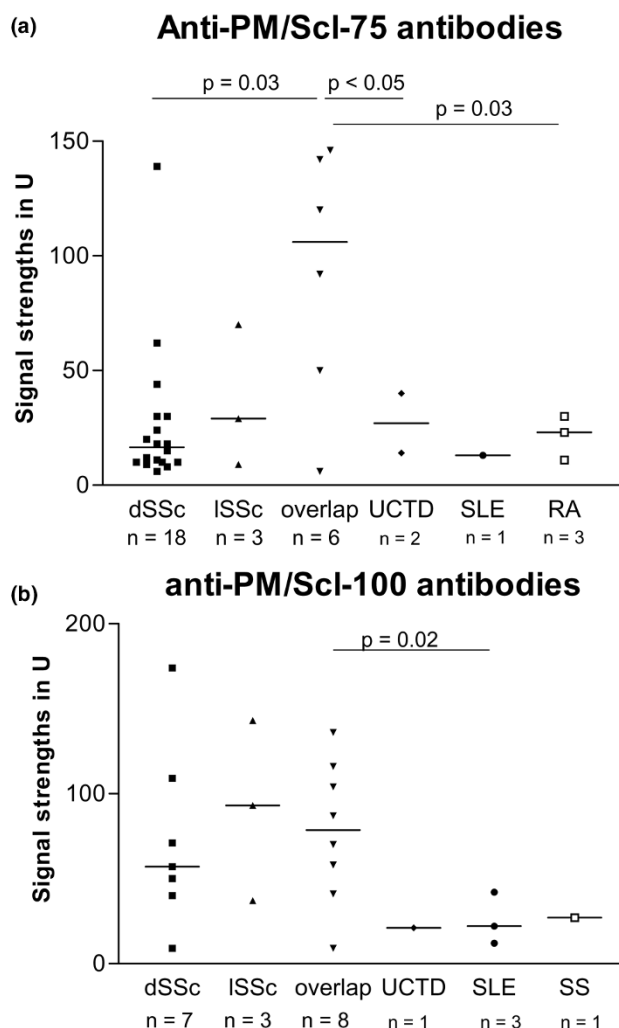 (a) Anti-PM/Scl-75 antibodies
p = 0.03 p < 0.05
p = 0.03
Signal strengths in U
150
100
50
0
dSSc lSSc overlap UCTD SLE RA
n = 18 n = 3 n = 6 n = 2 n = 1 n = 3
(b) anti-PM/Scl-100 antibodies
p = 0.02
Signal strengths in U
200
100
0
dSSc lSSc overlap UCTD SLE SS
n = 7 n = 3 n = 8 n = 1 n = 3 n = 1